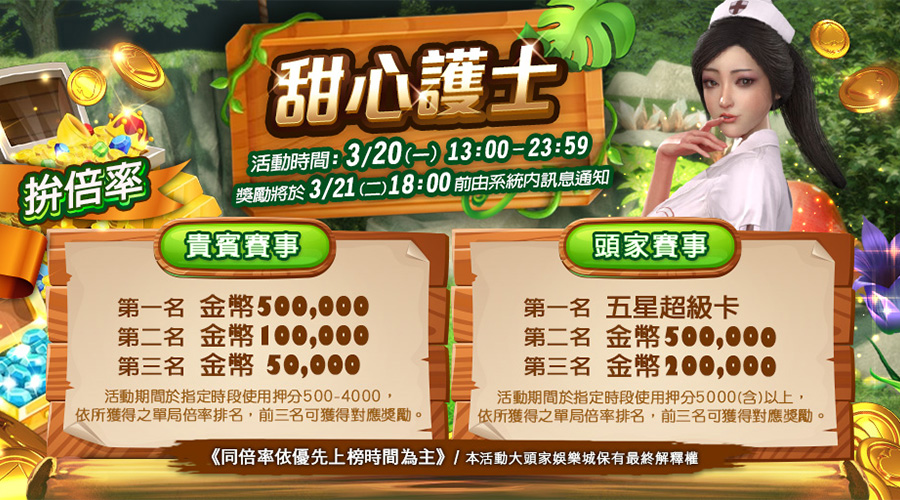 甜心護士
活動時間：3/20(一) 13:00-23:59
獎勵將於 3/21(二)18:00 前由系統內訊息通知
拚倍率
貴賓賽事
第一名 金幣500,000
第二名 金幣100,000
第三名 金幣 50,000
活動期間於指定時段使用押分500-4000，
依所獲得之單局倍率排名，前三名可獲得對應獎勵。
頭家賽事
第一名 五星超級卡
第二名 金幣500,000
第三名 金幣200,000
活動期間於指定時段使用押分5000(含)以上，
依所獲得之單局倍率排名，前三名可獲得對應獎勵。
《同倍率依優先上榜時間為主》/ 本活動大頭家娛樂城保有最終解釋權